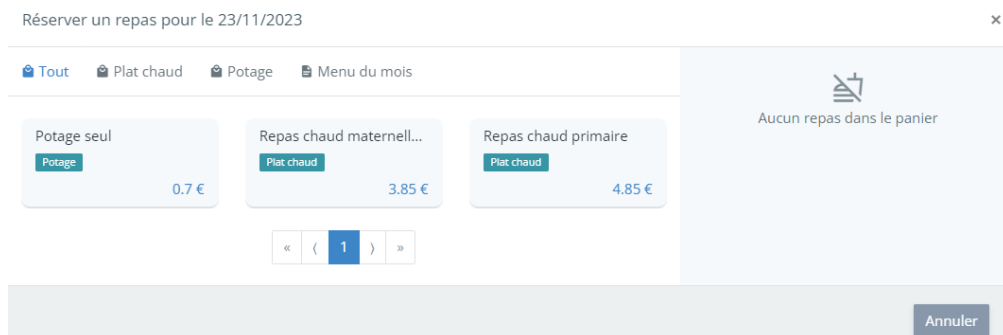 Réserver un repas pour le 23/11/2023 ×
Tout Plat chaud Potage Menu du mois
Aucun repas dans le panier
Potage seul
Potage
0.7 €
Repas chaud maternell...
Plat chaud
3.85 €
Repas chaud primaire
Plat chaud
4.85 €
« ⟨ 1 ⟩ »
Annuler